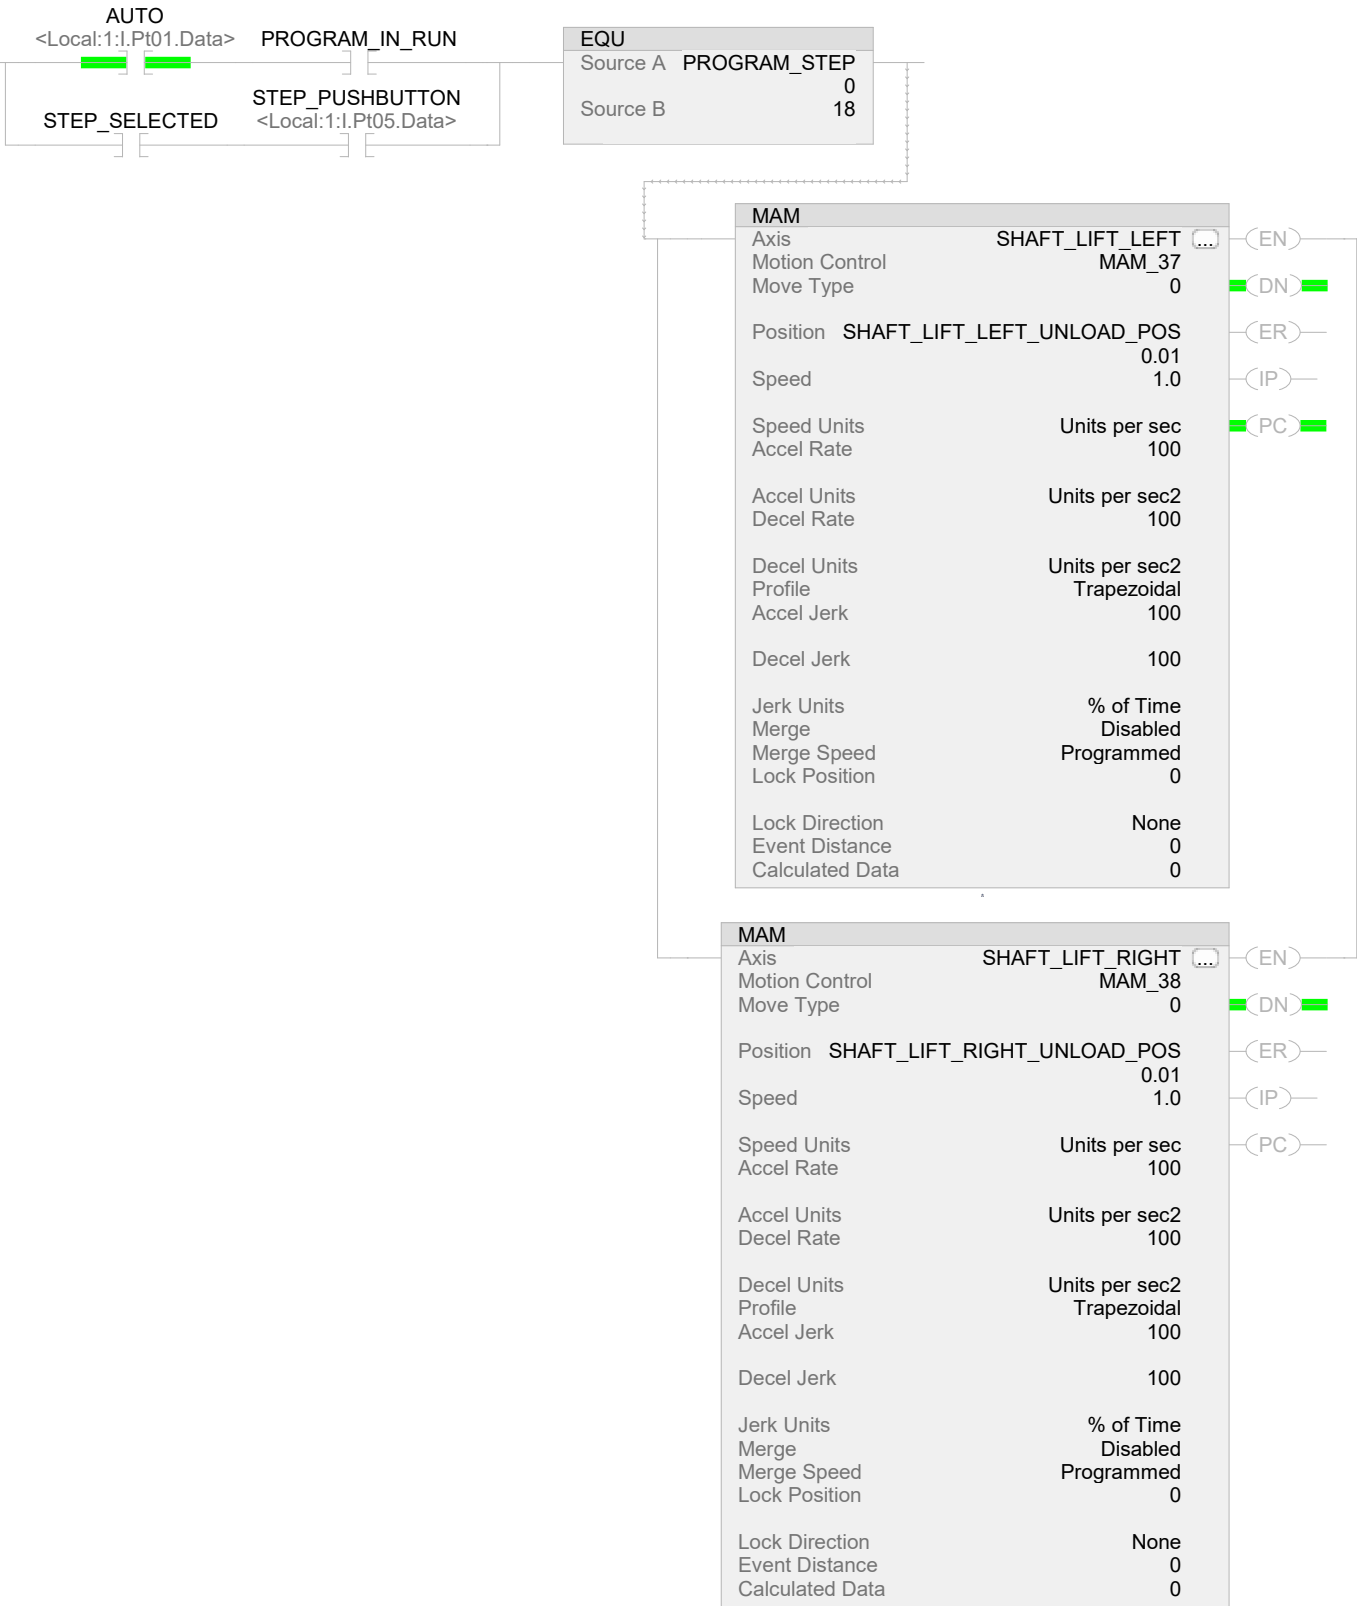 AUTO
<Local:1:I.Pt01.Data> PROGRAM_IN_RUN
STEP_SELECTED
STEP_PUSHBUTTON
<Local:1:I.Pt05.Data>
EQU
Source A PROGRAM_STEP
0
Source B 18
MAM
Axis SHAFT_LIFT_LEFT ... EN
Motion Control MAM_37
Move Type 0 DN
Position SHAFT_LIFT_LEFT_UNLOAD_POS ER
0.01
Speed 1.0 IP
Speed Units Units per sec PC
Accel Rate 100
Accel Units Units per sec2
Decel Rate 100
Decel Units Units per sec2
Profile Trapezoidal
Accel Jerk 100
Decel Jerk 100
Jerk Units % of Time
Merge Disabled
Merge Speed Programmed
Lock Position 0
Lock Direction None
Event Distance 0
Calculated Data 0
MAM
Axis SHAFT_LIFT_RIGHT ... EN
Motion Control MAM_38
Move Type 0 DN
Position SHAFT_LIFT_RIGHT_UNLOAD_POS ER
0.01
Speed 1.0 IP
Speed Units Units per sec PC
Accel Rate 100
Accel Units Units per sec2
Decel Rate 100
Decel Units Units per sec2
Profile Trapezoidal
Accel Jerk 100
Decel Jerk 100
Jerk Units % of Time
Merge Disabled
Merge Speed Programmed
Lock Position 0
Lock Direction None
Event Distance 0
Calculated Data 0